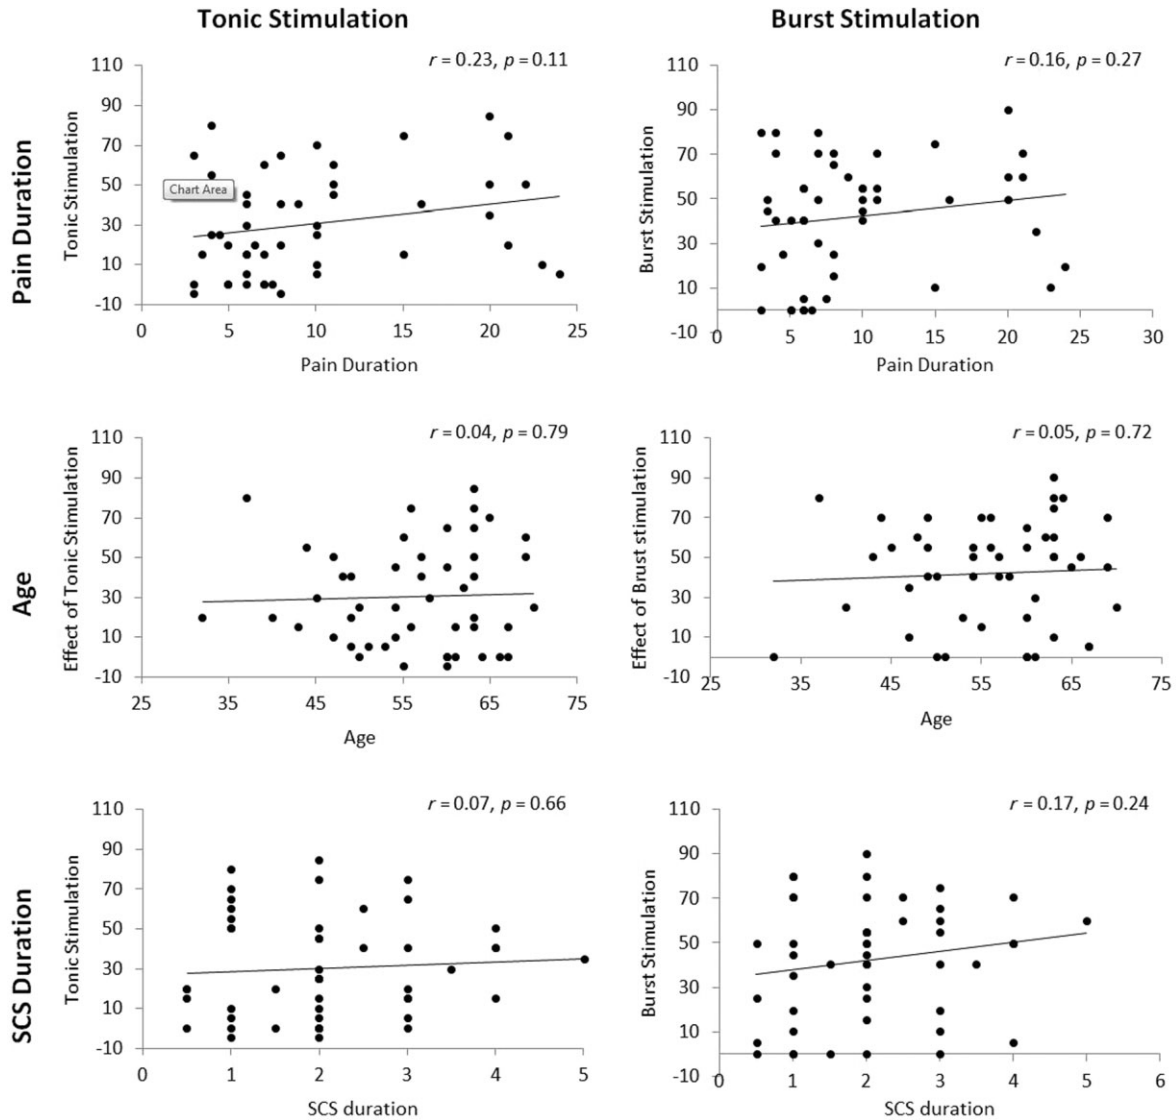 Tonic Stimulation
Burst Stimulation
Pain Duration
r = 0.23, p = 0.11
110
90
70
50
30
10
-10
Tonic Stimulation
Chart Area
0 5 10 15 20 25
Pain Duration
r = 0.16, p = 0.27
110
90
70
50
30
10
-10
Burst Stimulation
0 5 10 15 20 25 30
Pain Duration
Age
r = 0.04, p = 0.79
110
90
70
50
30
10
-10
Effect of Tonic Stimulation
25 35 45 55 65 75
Age
r = 0.05, p = 0.72
110
90
70
50
30
10
-10
Effect of Brust stimulation
25 35 45 55 65 75
Age
SCS Duration
r = 0.07, p = 0.66
110
90
70
50
30
10
-10
Tonic Stimulation
0 1 2 3 4 5
SCS duration
r = 0.17, p = 0.24
110
90
70
50
30
10
-10
Burst Stimulation
0 1 2 3 4 5 6
SCS duration